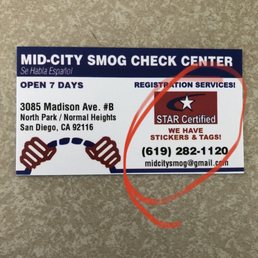 MID-CITY SMOG CHECK CENTER
Se Habla Español
OPEN 7 DAYS
REGISTRATION SERVICES!
3085 Madison Ave. #B
North Park / Normal Heights
San Diego, CA 92116
STAR Certified
WE HAVE
STICKERS & TAGS!
(619) 282-1120
midcitysmog@gmail.com